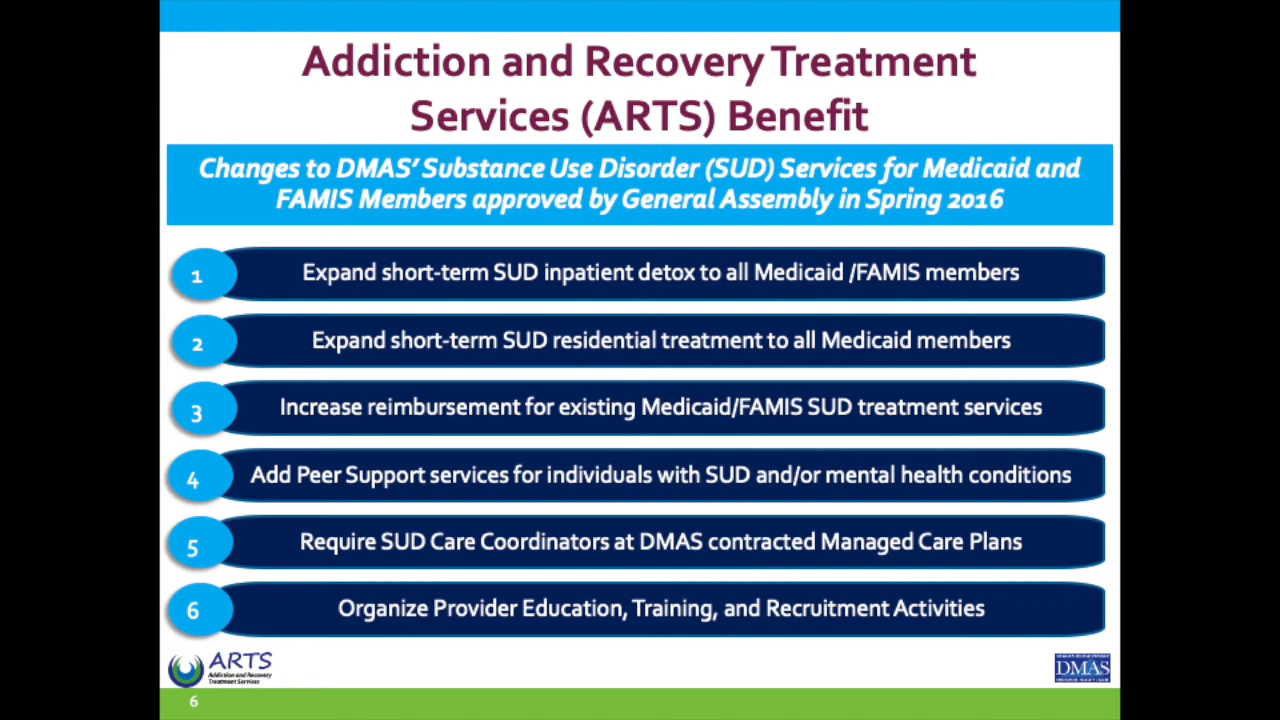 Addiction and Recovery Treatment
Services (ARTS) Benefit
Changes to DMAS’ Substance Use Disorder (SUD) Services for Medicaid and
FAMIS Members approved by General Assembly in Spring 2016
1 Expand short-term SUD inpatient detox to all Medicaid /FAMIS members
2 Expand short-term SUD residential treatment to all Medicaid members
3 Increase reimbursement for existing Medicaid/FAMIS SUD treatment services
4 Add Peer Support services for individuals with SUD and/or mental health conditions
5 Require SUD Care Coordinators at DMAS contracted Managed Care Plans
6 Organize Provider Education, Training, and Recruitment Activities
ARTS
Addiction and Recovery
Treatment Services
DMAS
6